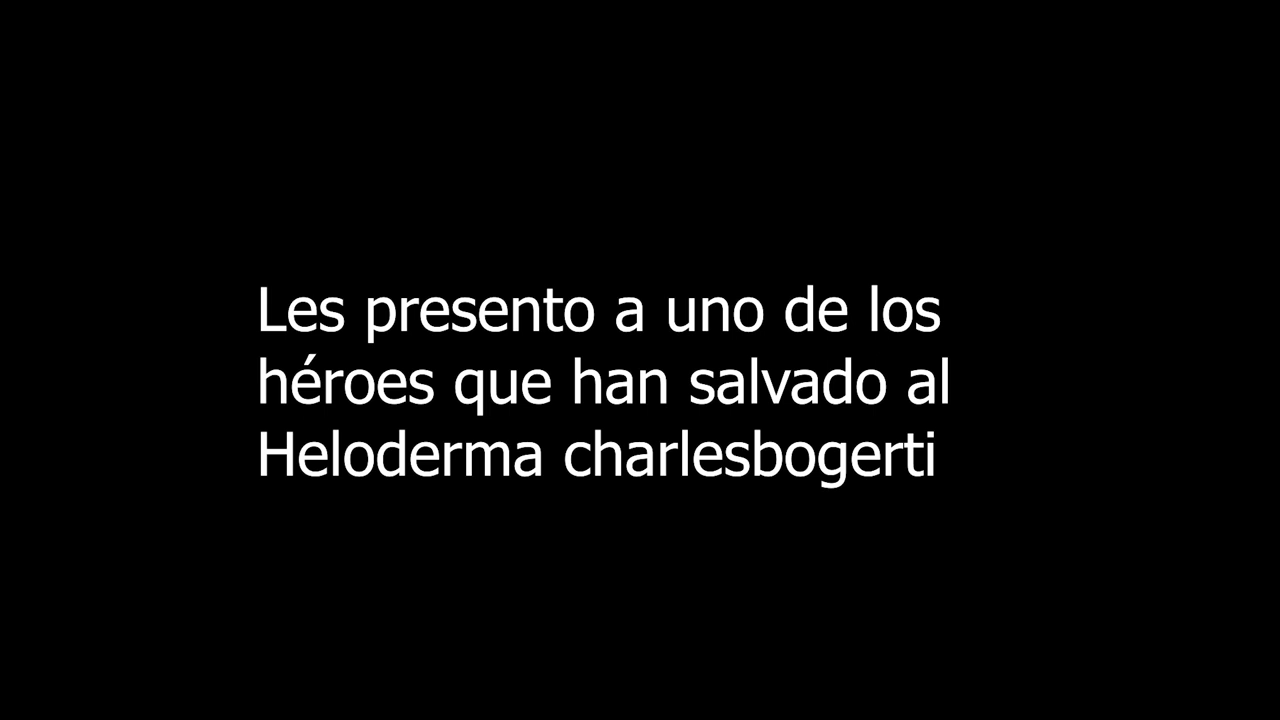 Les presento a uno de los
héroes que han salvado al
Heloderma charlesbogerti